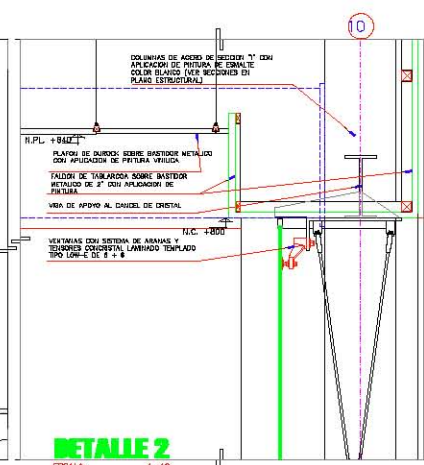 10
COLUMNAS DE ACERO DE SECCION "I" CON
APLICACION DE PINTURA DE ESMALTE
COLOR BLANCO (VER SECCIONES EN
PLANO ESTRUCTURAL)
N.PL. +840
PLAFON DE DUROCK SOBRE BASTIDOR METALICO
CON APLICACION DE PINTURA VINILICA
FALDON DE TABLAROCA SOBRE BASTIDOR
METALICO DE 2" CON APLICACION DE
PINTURA
VIGA DE APOYO AL CANCEL DE CRISTAL
N.C. +800
VENTANAS CON SISTEMA DE ARAÑAS Y
TENSORES CONCRISTAL LAMINADO TEMPLADO
TIPO LOW-E DE 6 + 6
DETALLE 2